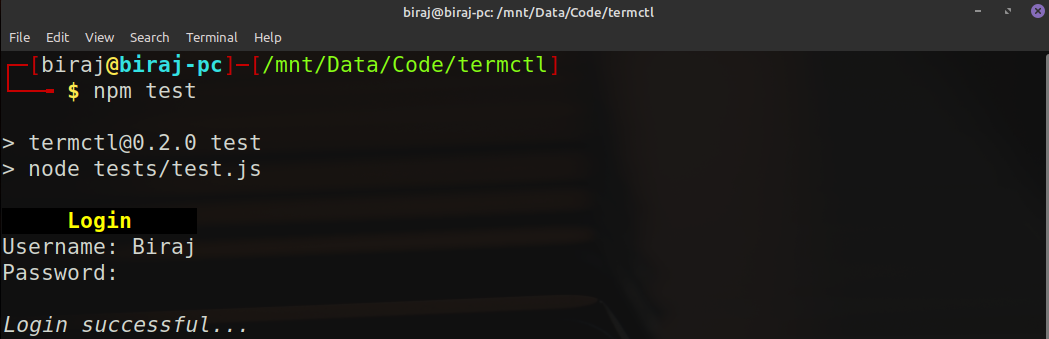 biraj@biraj-pc: /mnt/Data/Code/termctl
File Edit View Search Terminal Help
┌─[biraj@biraj-pc]─[/mnt/Data/Code/termctl]
└──╼ $ npm test
> termctl@0.2.0 test
> node tests/test.js
Login
Username: Biraj
Password:
Login successful...